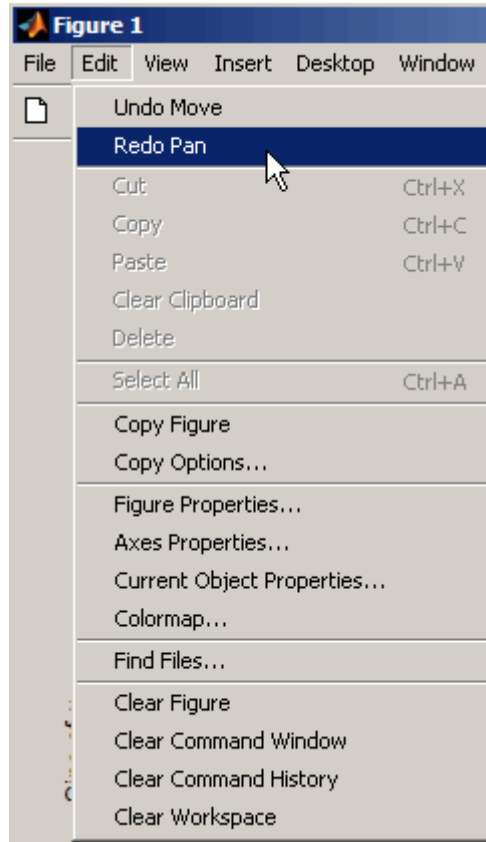 Figure 1
File Edit View Insert Desktop Window
Undo Move
Redo Pan
Cut Ctrl+X
Copy Ctrl+C
Paste Ctrl+V
Clear Clipboard
Delete
Select All Ctrl+A
Copy Figure
Copy Options...
Figure Properties...
Axes Properties...
Current Object Properties...
Colormap...
Find Files...
Clear Figure
Clear Command Window
Clear Command History
Clear Workspace